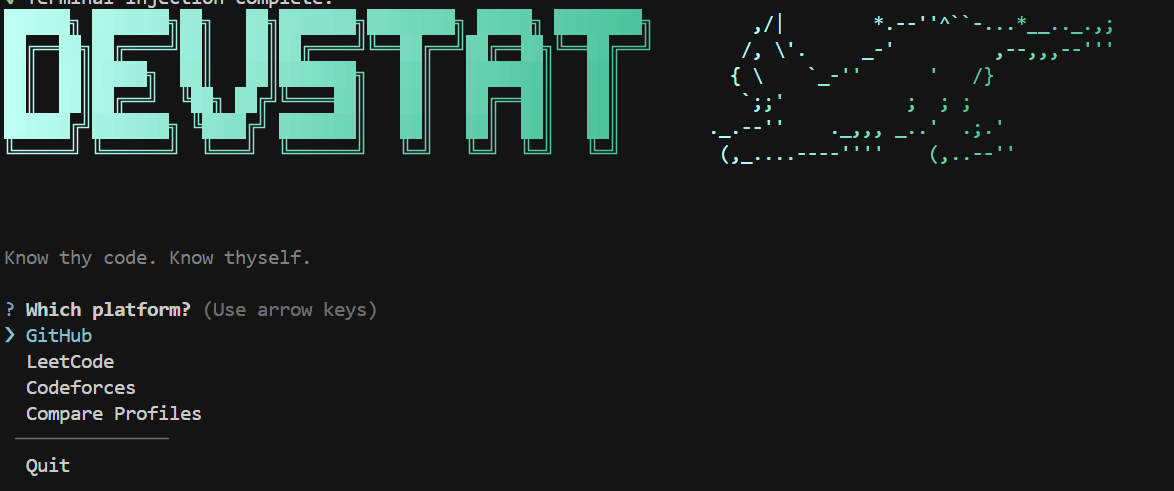 ✓ Terminal injection complete.
DEVSTAT
Know thy code. Know thyself.
? Which platform? (Use arrow keys)
❯ GitHub
LeetCode
Codeforces
Compare Profiles
Quit